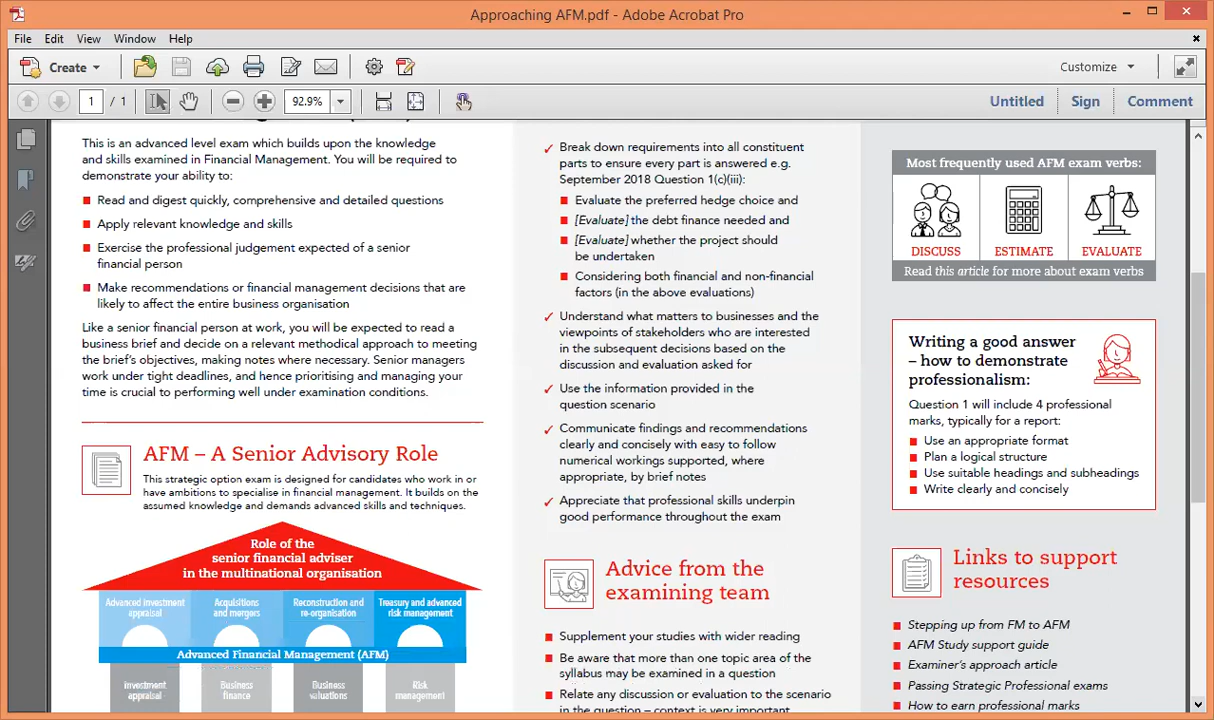 Approaching AFM.pdf - Adobe Acrobat Pro
File Edit View Window Help
Create
Customize
1 / 1
92.9%
Untitled Sign Comment
This is an advanced level exam which builds upon the knowledge
and skills examined in Financial Management. You will be required to
demonstrate your ability to:
Read and digest quickly, comprehensive and detailed questions
Apply relevant knowledge and skills
Exercise the professional judgement expected of a senior
financial person
Make recommendations or financial management decisions that are
likely to affect the entire business organisation
Like a senior financial person at work, you will be expected to read a
business brief and decide on a relevant methodical approach to meeting
the brief's objectives, making notes where necessary. Senior managers
work under tight deadlines, and hence prioritising and managing your
time is crucial to performing well under examination conditions.
AFM – A Senior Advisory Role
This strategic option exam is designed for candidates who work in or
have ambitions to specialise in financial management. It builds on the
assumed knowledge and demands advanced skills and techniques.
Role of the
senior financial adviser
in the multinational organisation
Advanced investment
appraisal
Acquisitions
and mergers
Reconstruction and
re-organisation
Treasury and advanced
risk management
Advanced Financial Management (AFM)
Investment
appraisal
Business
finance
Business
valuations
Risk
management
✓ Break down requirements into all constituent
parts to ensure every part is answered e.g.
September 2018 Question 1(c)(iii):
Evaluate the preferred hedge choice and
[Evaluate] the debt finance needed and
[Evaluate] whether the project should
be undertaken
Considering both financial and non-financial
factors (in the above evaluations)
✓ Understand what matters to businesses and the
viewpoints of stakeholders who are interested
in the subsequent decisions based on the
discussion and evaluation asked for
✓ Use the information provided in the
question scenario
✓ Communicate findings and recommendations
clearly and concisely with easy to follow
numerical workings supported, where
appropriate, by brief notes
✓ Appreciate that professional skills underpin
good performance throughout the exam
Advice from the
examining team
Supplement your studies with wider reading
Be aware that more than one topic area of the
syllabus may be examined in a question
Relate any discussion or evaluation to the scenario
in the question – context is very important
Most frequently used AFM exam verbs:
DISCUSS ESTIMATE EVALUATE
Read this article for more about exam verbs
Writing a good answer
– how to demonstrate
professionalism:
Question 1 will include 4 professional
marks, typically for a report:
Use an appropriate format
Plan a logical structure
Use suitable headings and subheadings
Write clearly and concisely
Links to support
resources
Stepping up from FM to AFM
AFM Study support guide
Examiner's approach article
Passing Strategic Professional exams
How to earn professional marks